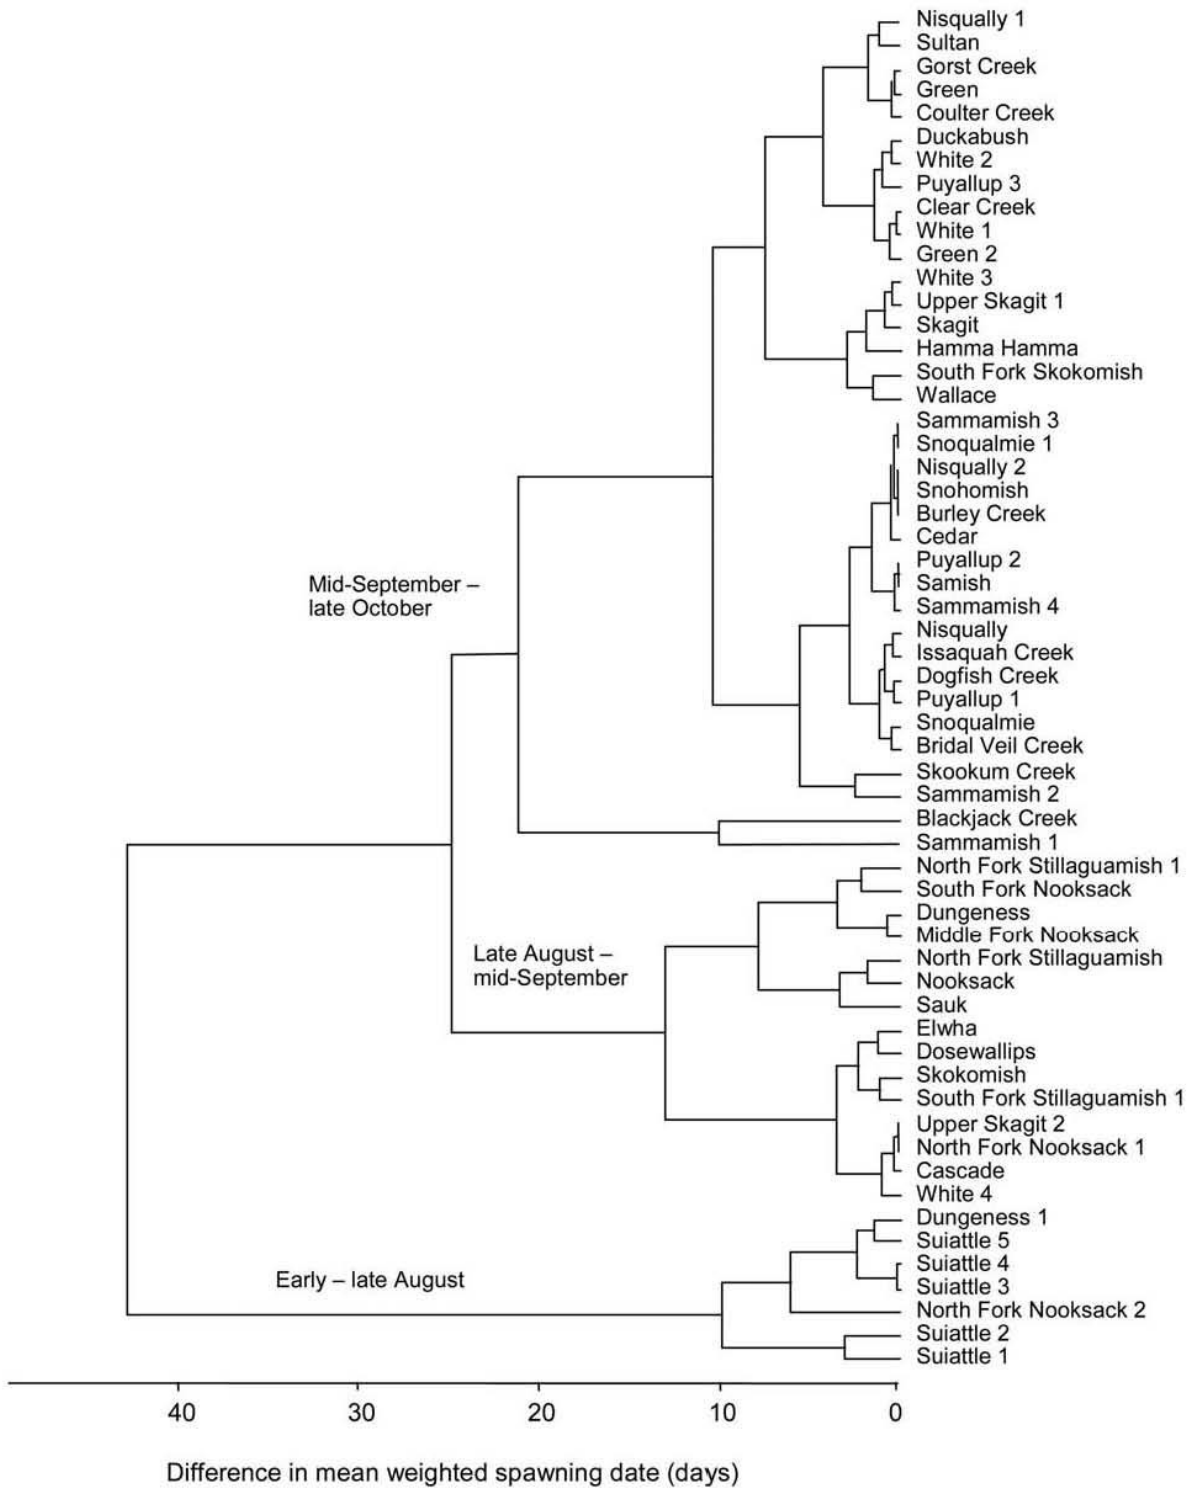 Nisqually 1
Sultan
Gorst Creek
Green
Coulter Creek
Duckabush
White 2
Puyallup 3
Clear Creek
White 1
Green 2
White 3
Upper Skagit 1
Skagit
Hamma Hamma
South Fork Skokomish
Wallace
Sammamish 3
Snoqualmie 1
Nisqually 2
Snohomish
Burley Creek
Cedar
Puyallup 2
Samish
Sammamish 4
Nisqually
Issaquah Creek
Dogfish Creek
Puyallup 1
Snoqualmie
Bridal Veil Creek
Skookum Creek
Sammamish 2
Blackjack Creek
Sammamish 1
North Fork Stillaguamish 1
South Fork Nooksack
Dungeness
Middle Fork Nooksack
North Fork Stillaguamish
Nooksack
Sauk
Elwha
Dosewallips
Skokomish
South Fork Stillaguamish 1
Upper Skagit 2
North Fork Nooksack 1
Cascade
White 4
Dungeness 1
Suiattle 5
Suiattle 4
Suiattle 3
North Fork Nooksack 2
Suiattle 2
Suiattle 1
Mid-September –
late October
Late August –
mid-September
Early – late August
40 30 20 10 0
Difference in mean weighted spawning date (days)